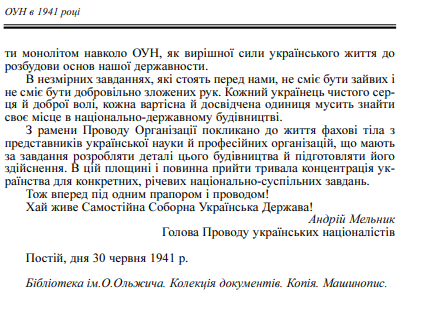 ОУН в 1941 році
ти монолітом навколо ОУН, як вирішної сили українського життя до
розбудови основ нашої державности.
В незмірних завданнях, які стоять перед нами, не сміє бути зайвих і
не сміє бути добровільно зложених рук. Кожний українець чистого сер-
ця й доброї волі, кожна вартісна й досвідчена одиниця мусить знайти
своє місце в національно-державному будівництві.
З рамени Проводу Організації покликано до життя фахові тіла з
представників української науки й професійних організацій, що мають
за завдання розробляти деталі цього будівництва й підготовляти його
здійснення. В цій площині і повинна прийти тривала концентрація ук-
раїнства для конкретних, річевих національно-суспільних завдань.
Тож вперед під одним прапором і проводом!
Хай живе Самостійна Соборна Українська Держава!
Андрій Мельник
Голова Проводу українських націоналістів
Постій, дня 30 червня 1941 р.
Бібліотека ім.О.Ольжича. Колекція документів. Копія. Машинопис.